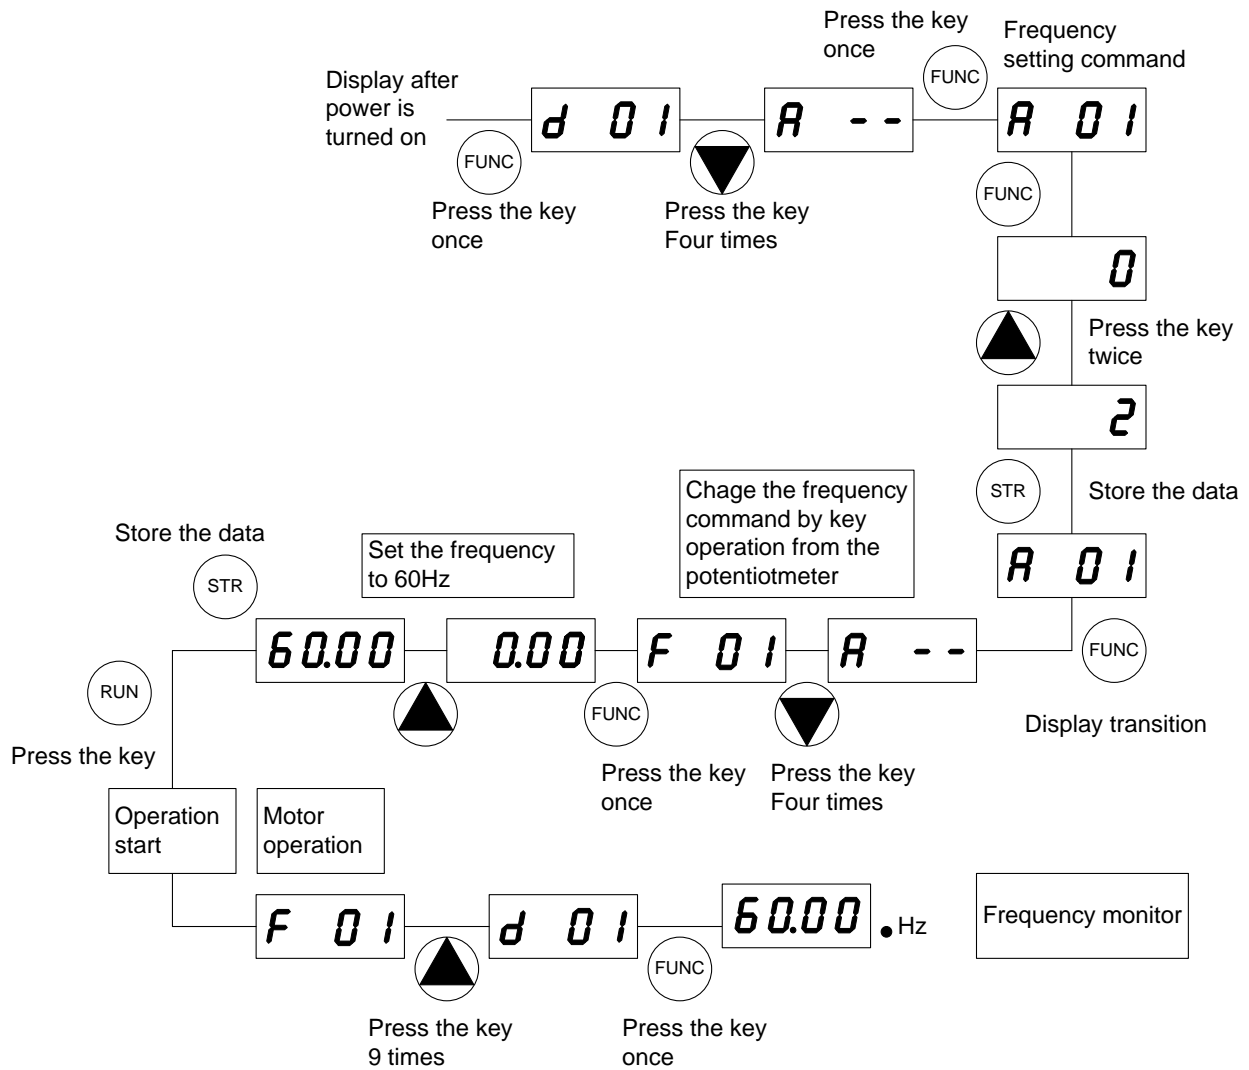 Press the key
once
FUNC
Frequency
setting command
Display after
power is
turned on
FUNC
d 01
A --
A 01
Press the key
once
Press the key
Four times
FUNC
0
Press the key
twice
2
STR
Store the data
A 01
Chage the frequency
command by key
operation from the
potentiotmeter
Set the frequency
to 60Hz
Store the data
STR
60.00
0.00
F 01
A --
FUNC
FUNC
Display transition
Press the key
once
Press the key
Four times
RUN
Press the key
Operation
start
Motor
operation
F 01
d 01
60.00
• Hz
Frequency monitor
FUNC
Press the key
9 times
Press the key
once